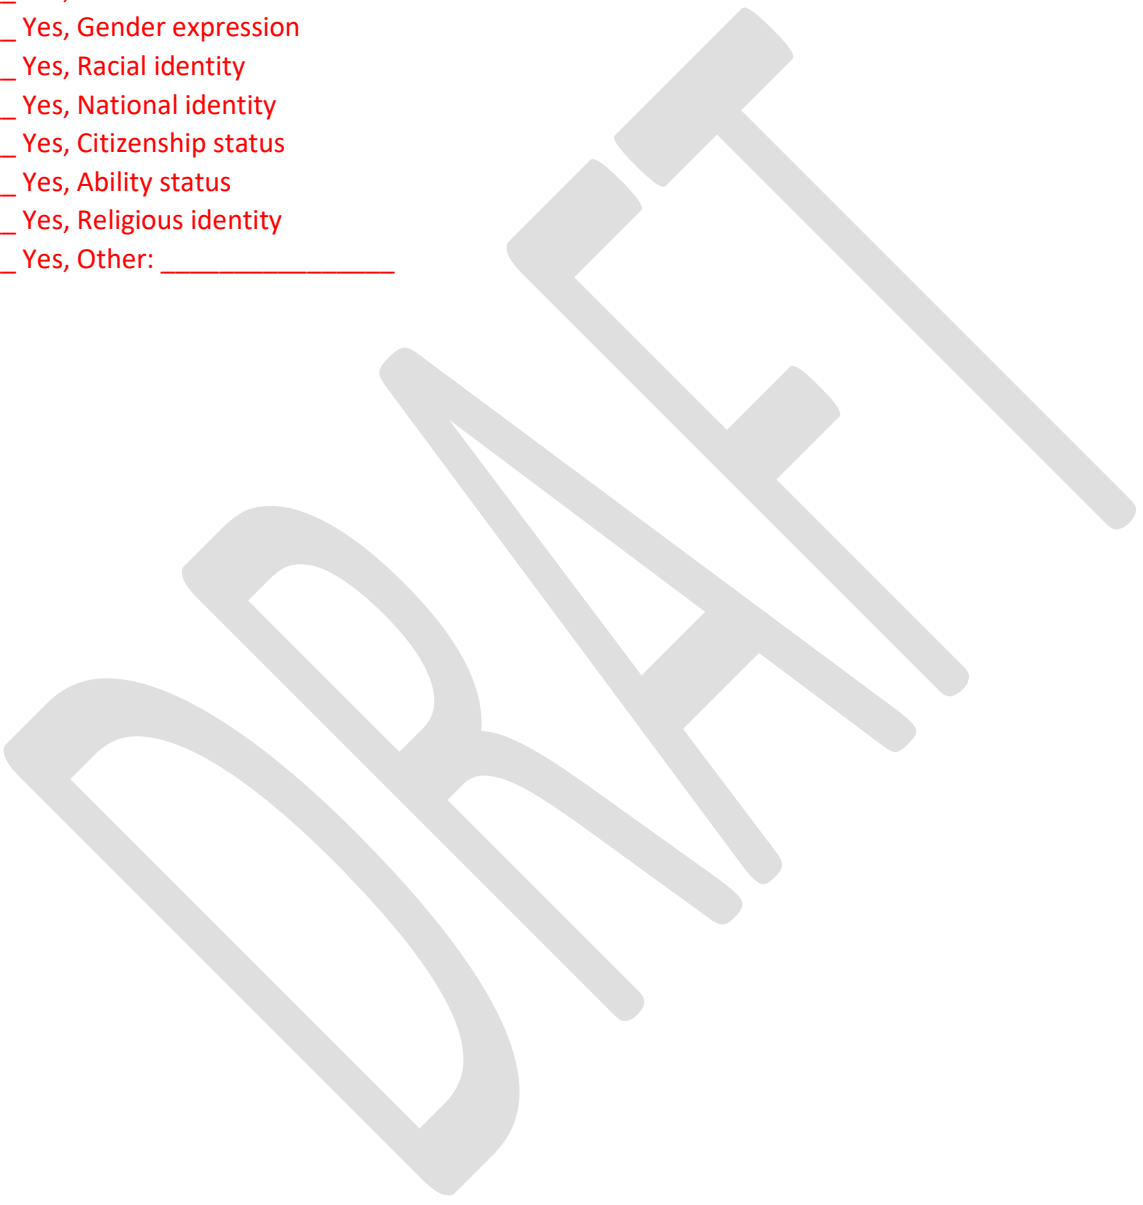 _ Yes, Gender expression
_ Yes, Racial identity
_ Yes, National identity
_ Yes, Citizenship status
_ Yes, Ability status
_ Yes, Religious identity
_ Yes, Other: ________________
DRAFT